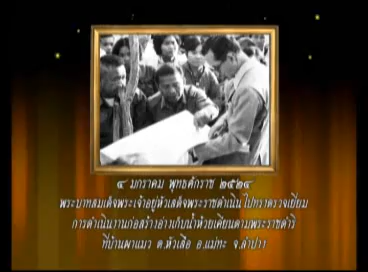 ๔ มกราคม พุทธศักราช ๒๕๒๔
พระบาทสมเด็จพระเจ้าอยู่หัวเสด็จพระราชดำเนินไปทรงตรวจเยี่ยม
การดำเนินงานก่อสร้างอ่างเก็บน้ำห้วยเคียนตามพระราชดำริ
ที่บ้านผาแมว ต.หัวเสือ อ.แม่ทะ จ.ลำปาง